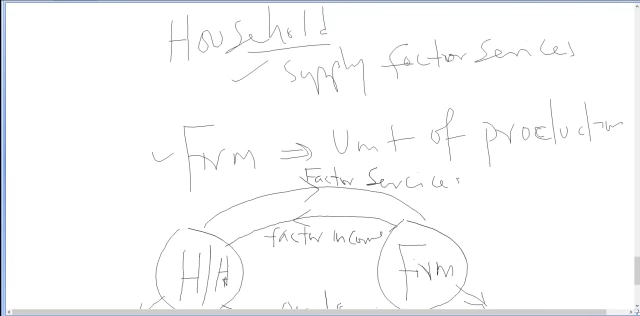 Household
✓ Supply factor services
✓ Firm ⇒ Unit of production
Factor Services
factor income
H/H
Firm